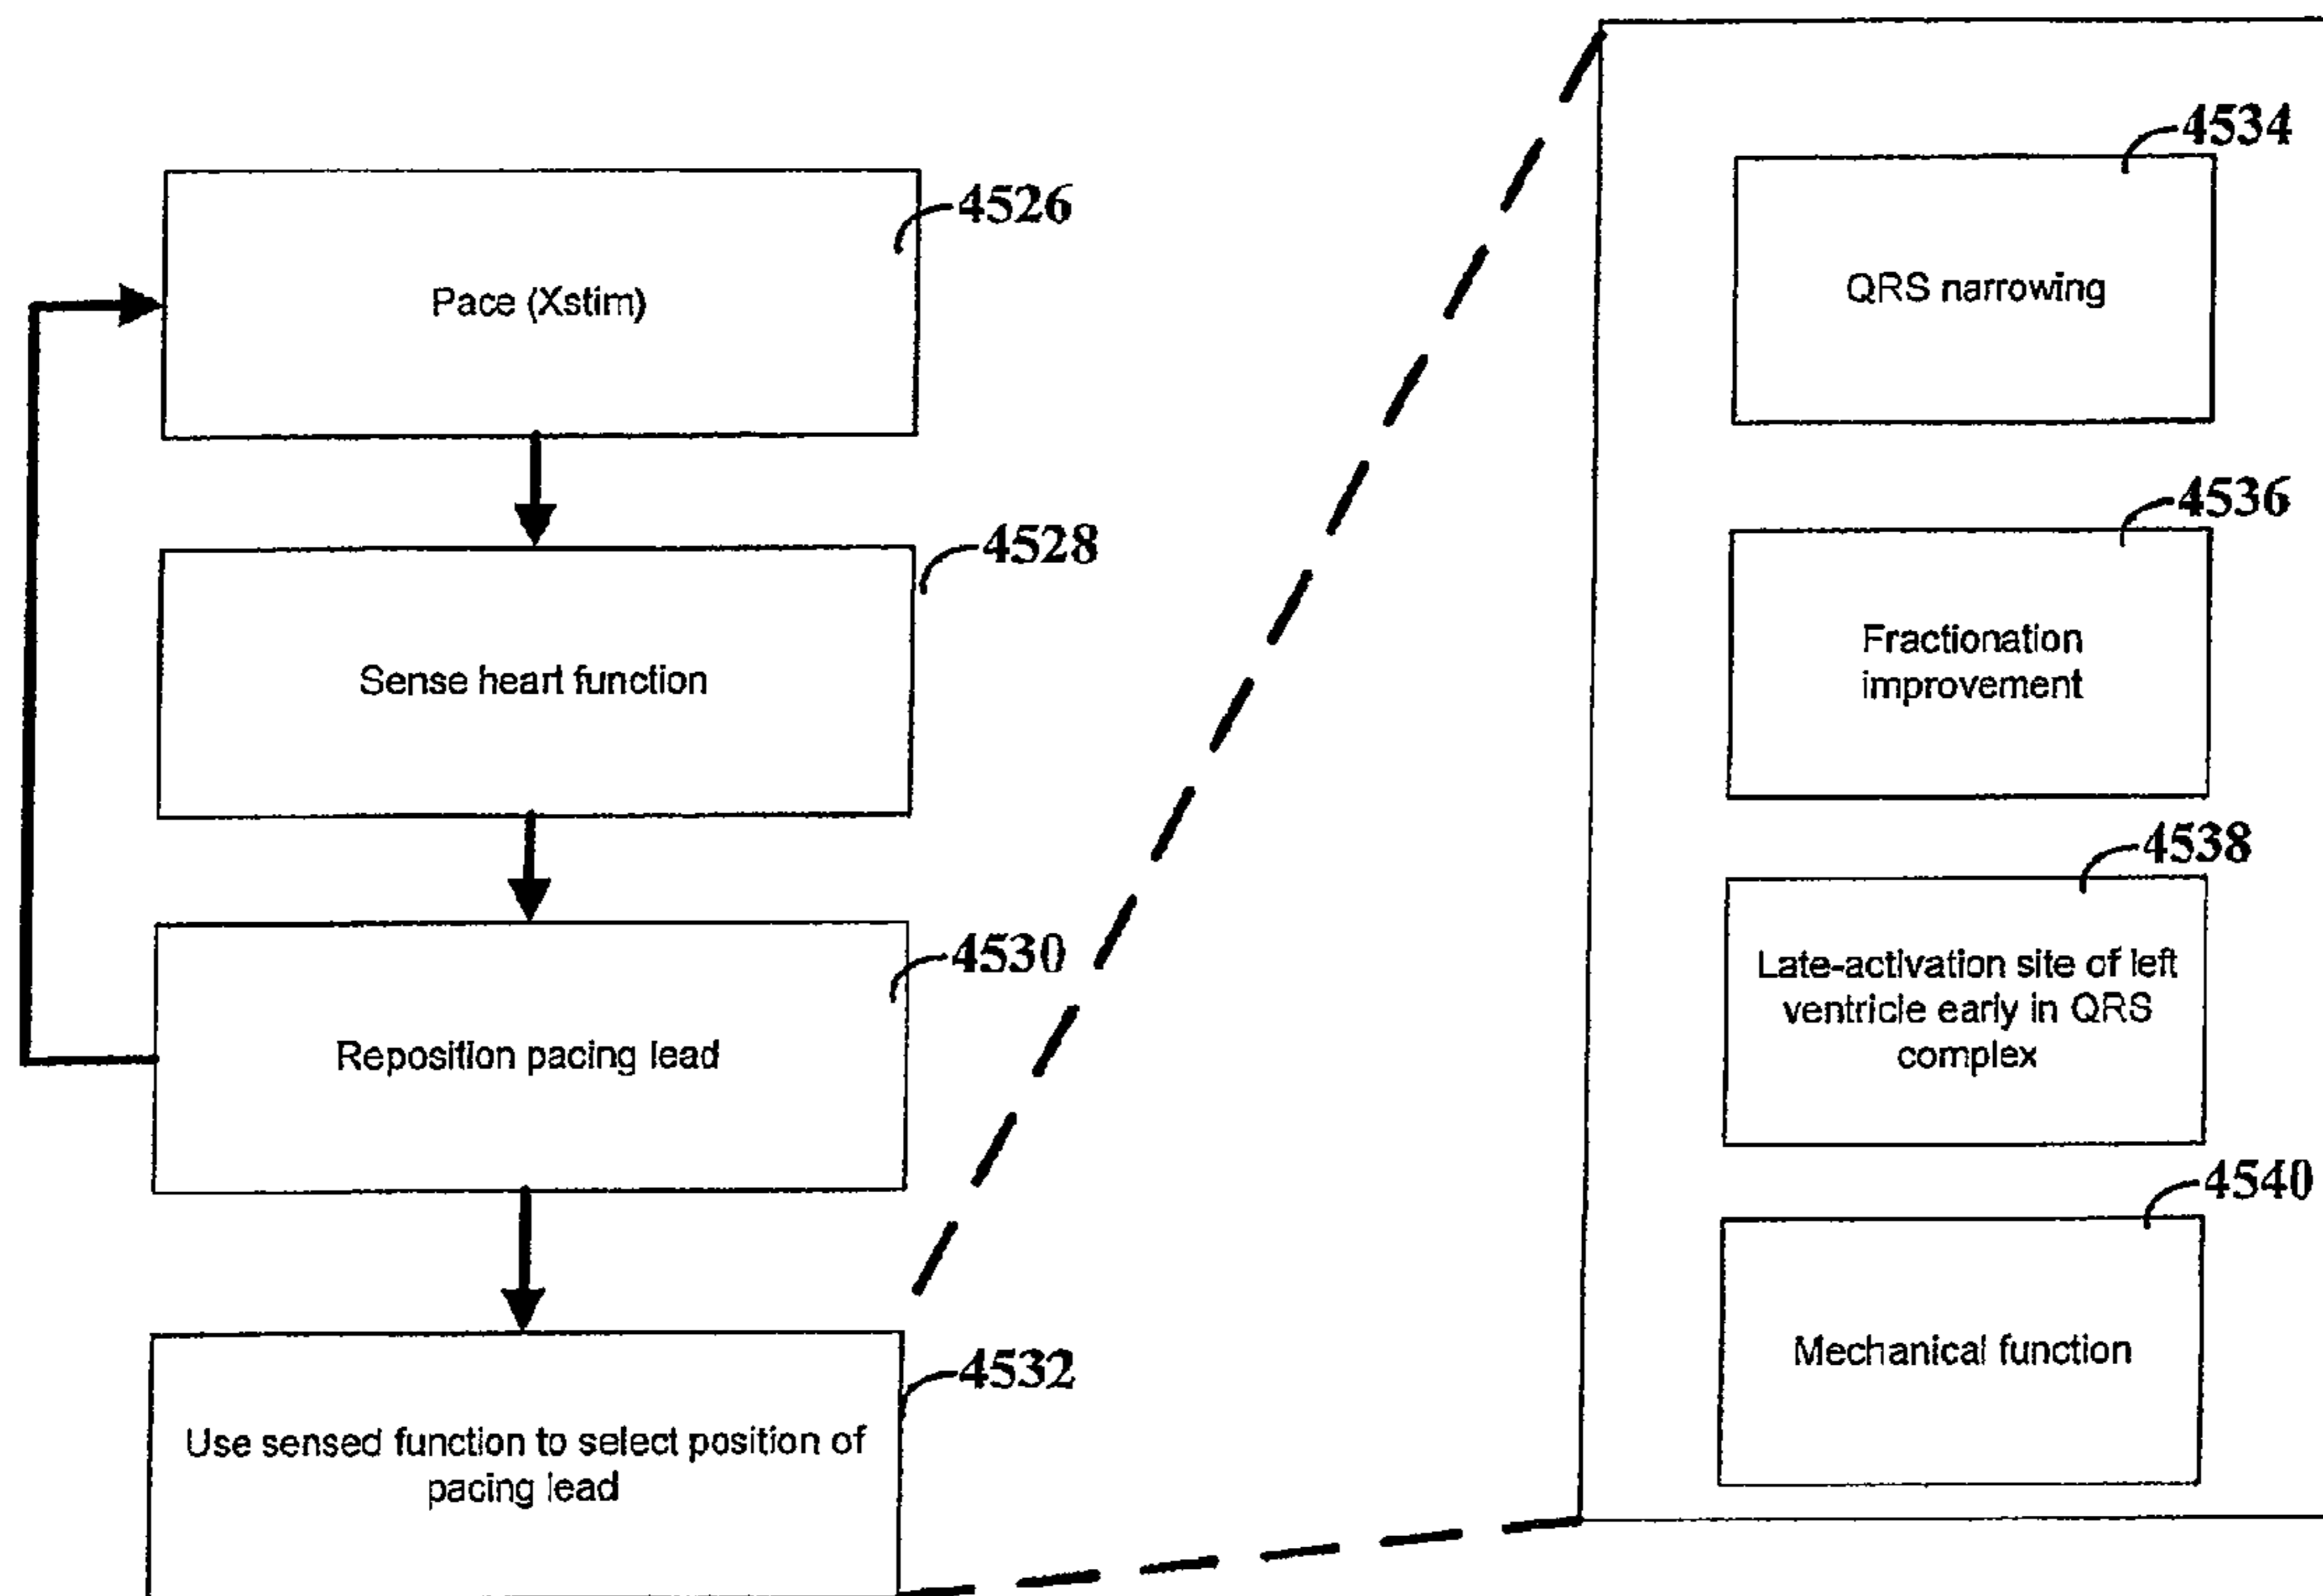 4526
Pace (Xstim)
4528
Sense heart function
4530
Reposition pacing lead
4532
Use sensed function to select position of
pacing lead
4534
QRS narrowing
4536
Fractionation
improvement
4538
Late-activation site of left
ventricle early in QRS
complex
4540
Mechanical function